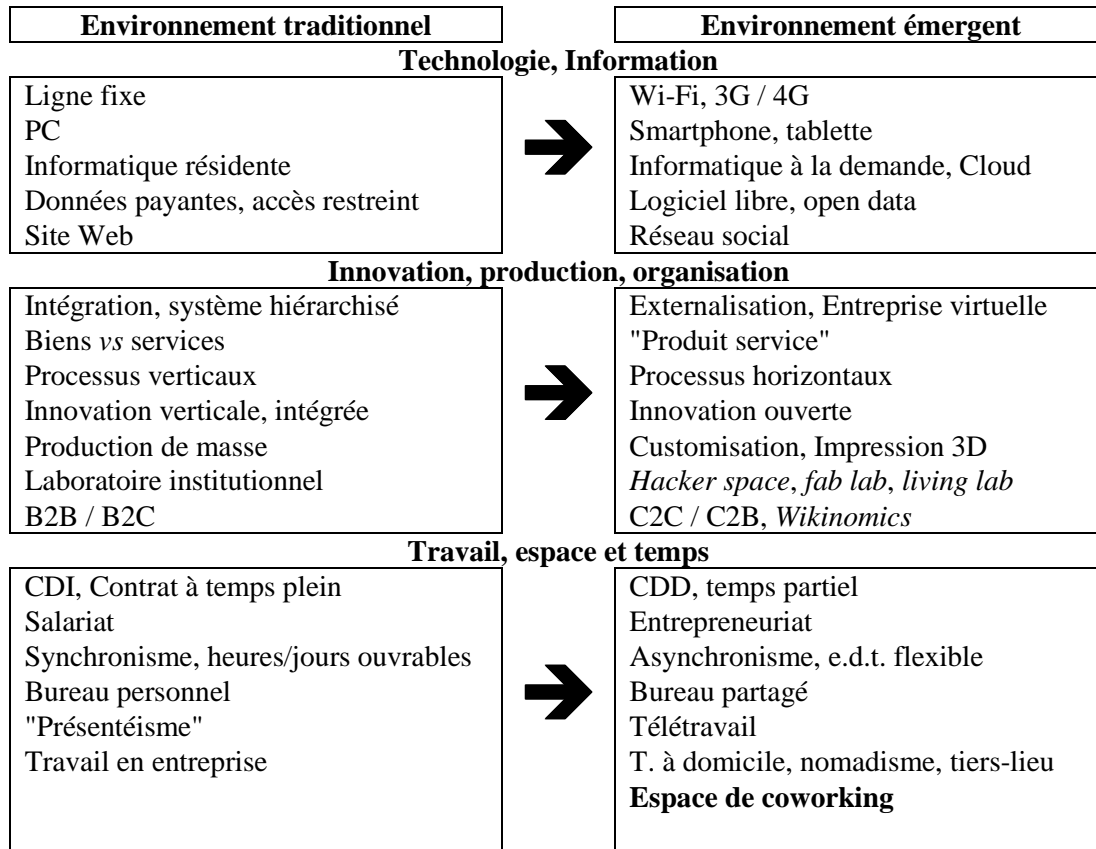 Environnement traditionnel
Environnement émergent
Technologie, Information
Ligne fixe
PC
Informatique résidente
Données payantes, accès restreint
Site Web
Wi-Fi, 3G / 4G
Smartphone, tablette
Informatique à la demande, Cloud
Logiciel libre, open data
Réseau social
Innovation, production, organisation
Intégration, système hiérarchisé
Biens vs services
Processus verticaux
Innovation verticale, intégrée
Production de masse
Laboratoire institutionnel
B2B / B2C
Externalisation, Entreprise virtuelle
"Produit service"
Processus horizontaux
Innovation ouverte
Customisation, Impression 3D
Hacker space, fab lab, living lab
C2C / C2B, Wikinomics
Travail, espace et temps
CDI, Contrat à temps plein
Salariat
Synchronisme, heures/jours ouvrables
Bureau personnel
"Présentéisme"
Travail en entreprise
CDD, temps partiel
Entrepreneuriat
Asynchronisme, e.d.t. flexible
Bureau partagé
Télétravail
T. à domicile, nomadisme, tiers-lieu
Espace de coworking